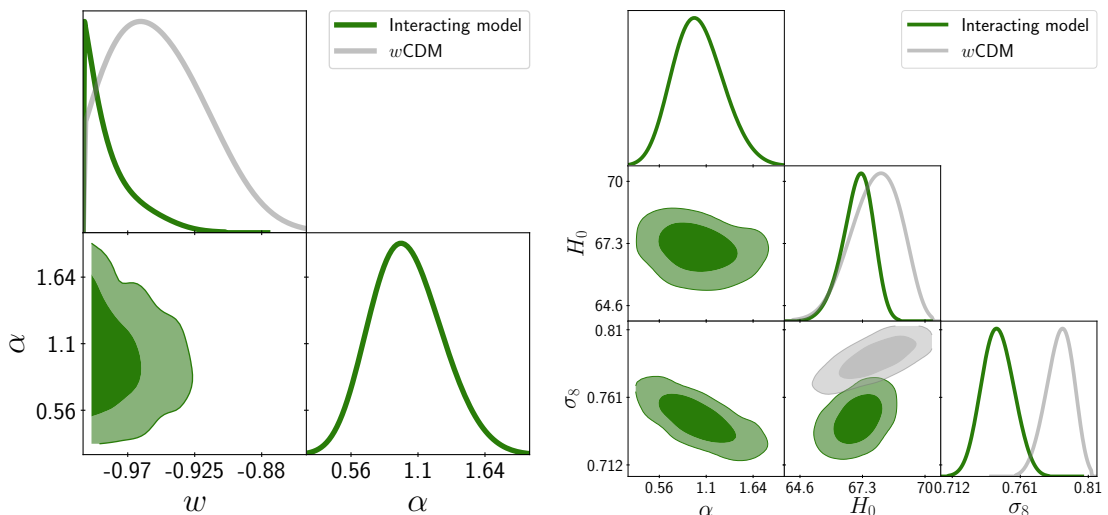 Interacting model
wCDM
1.64
1.1
0.56
α
-0.97
-0.925
-0.88
w
0.56
1.1
1.64
α
Interacting model
wCDM
70
67.3
64.6
H₀
0.81
0.761
0.712
σ₈
0.56
1.1
α
64.6
67.3
70
H₀
0.712
0.761
0.81
σ₈